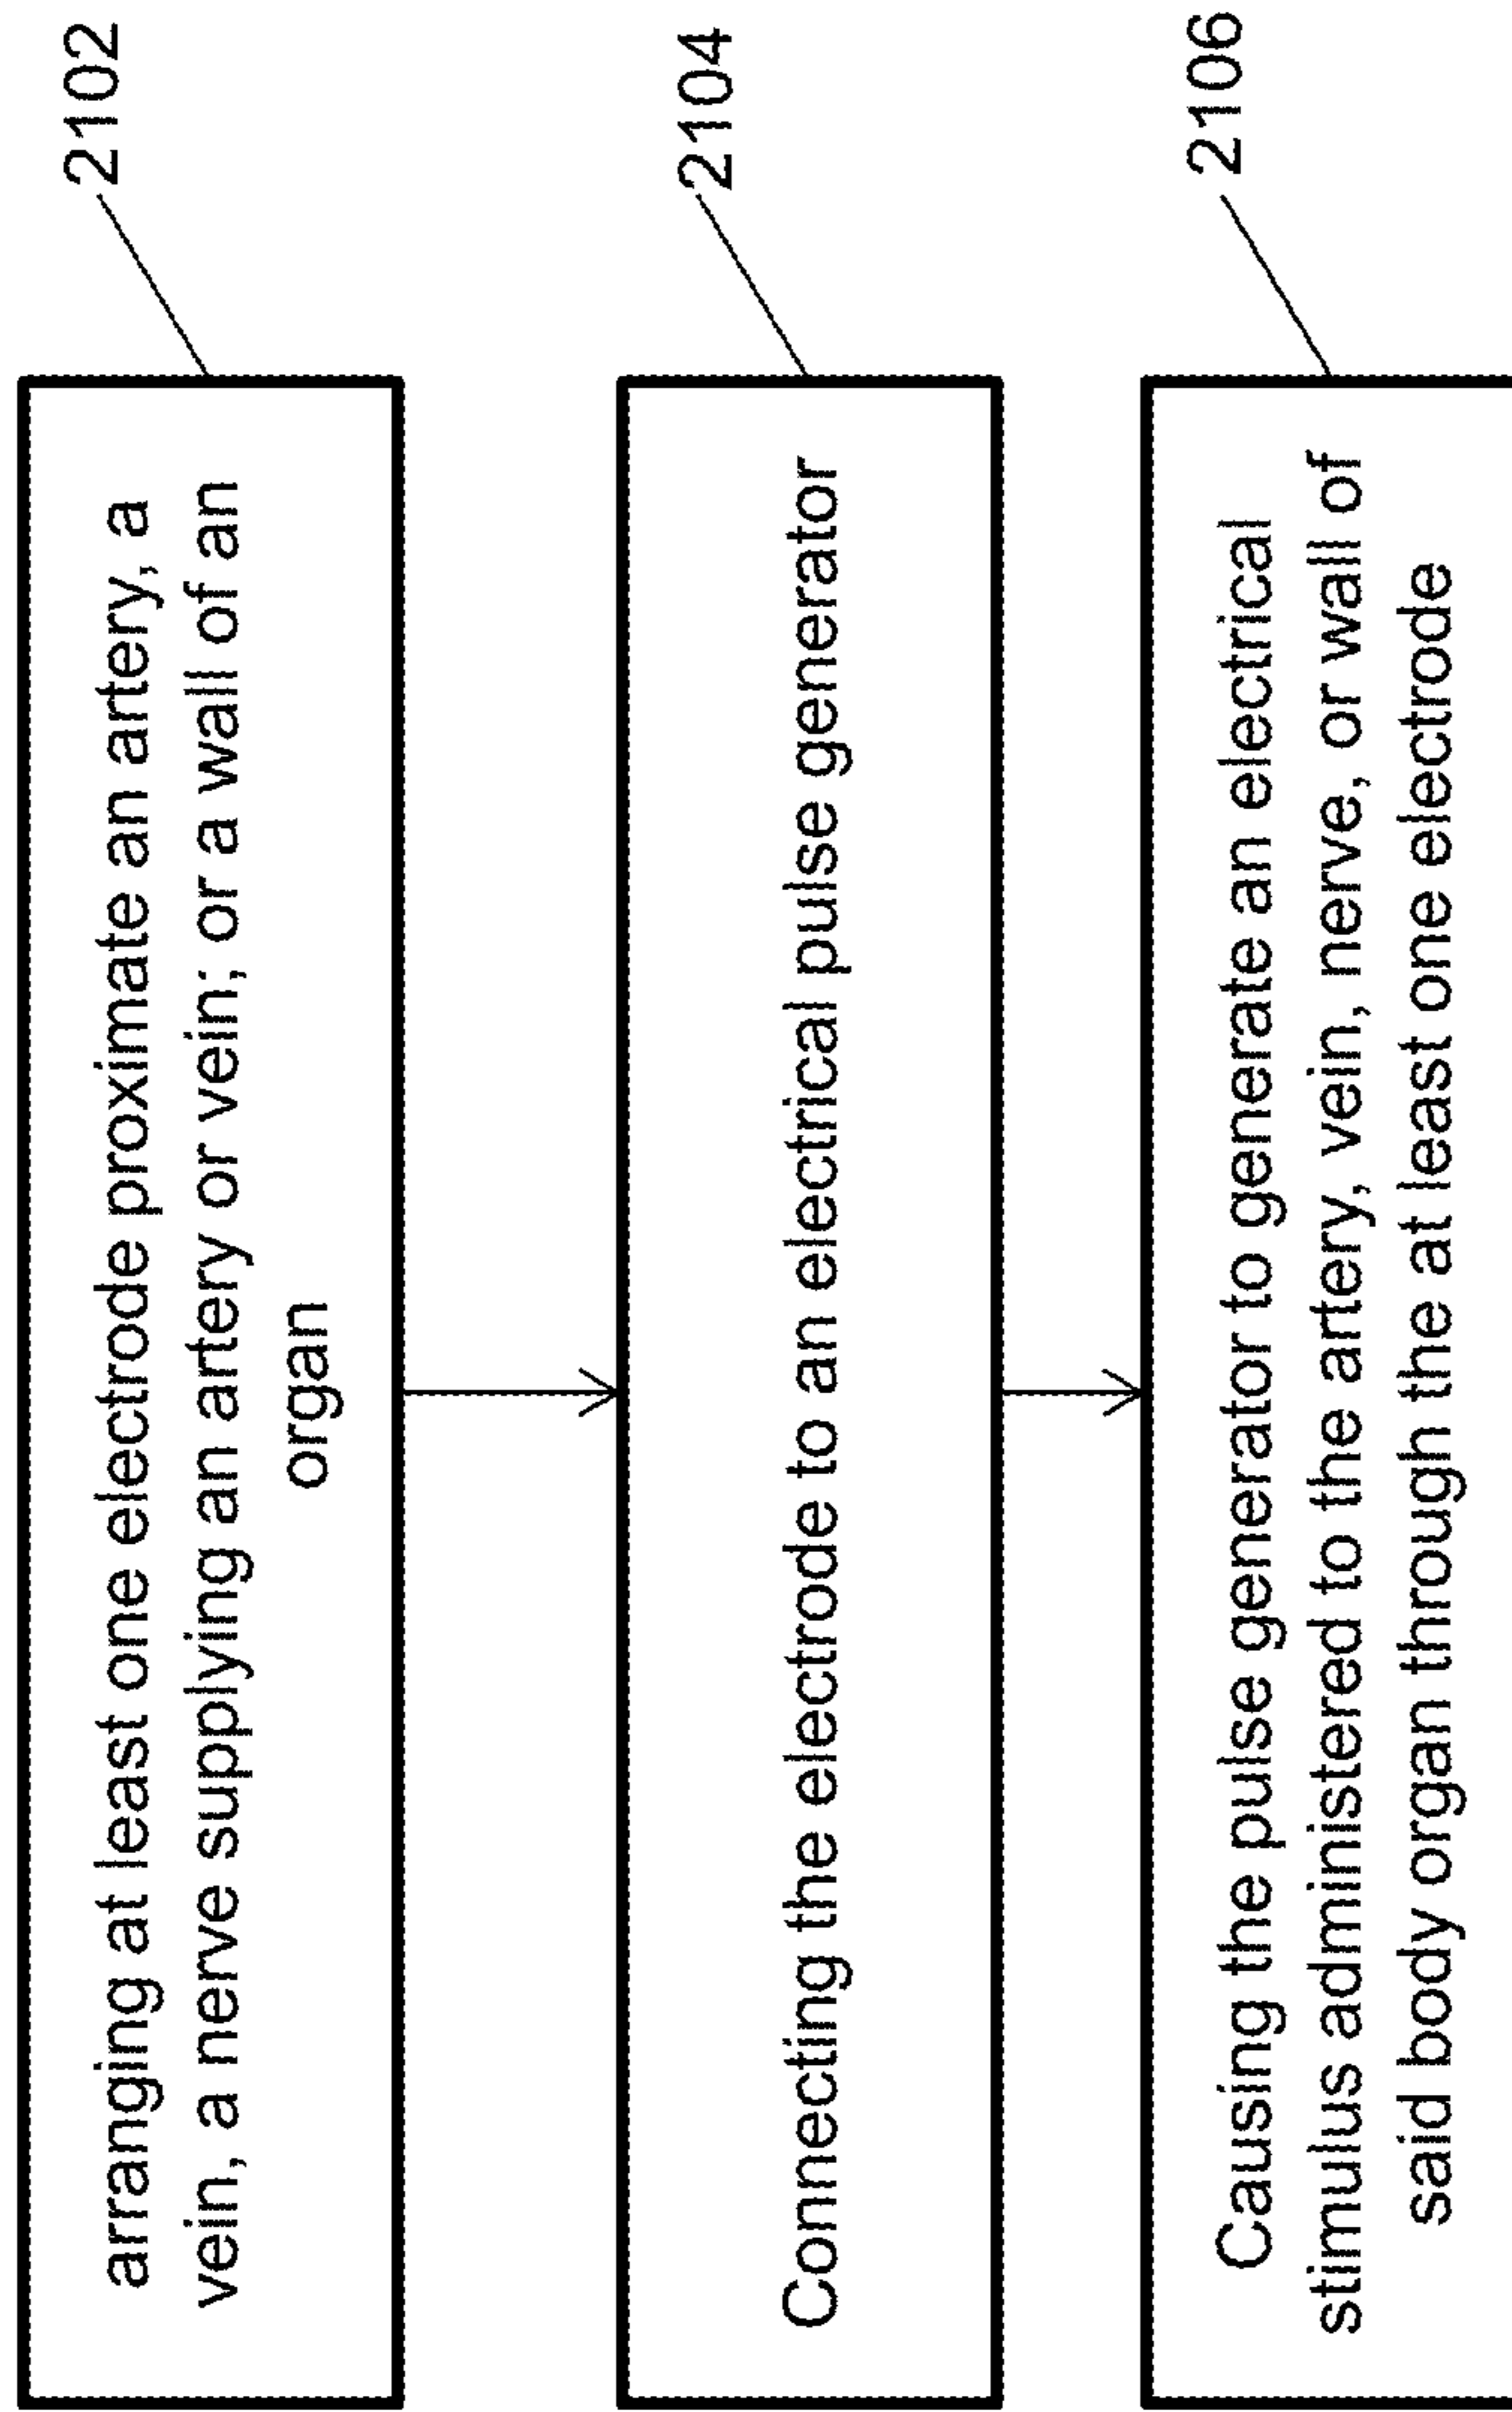 arranging at least one electrode proximate an artery, a
vein, a nerve supplying an artery or vein; or a wall of an
organ
2102
Connecting the electrode to an electrical pulse generator
2104
Causing the pulse generator to generate an electrical
stimulus administered to the artery, vein, nerve, or wall of
said body organ through the at least one electrode
2106